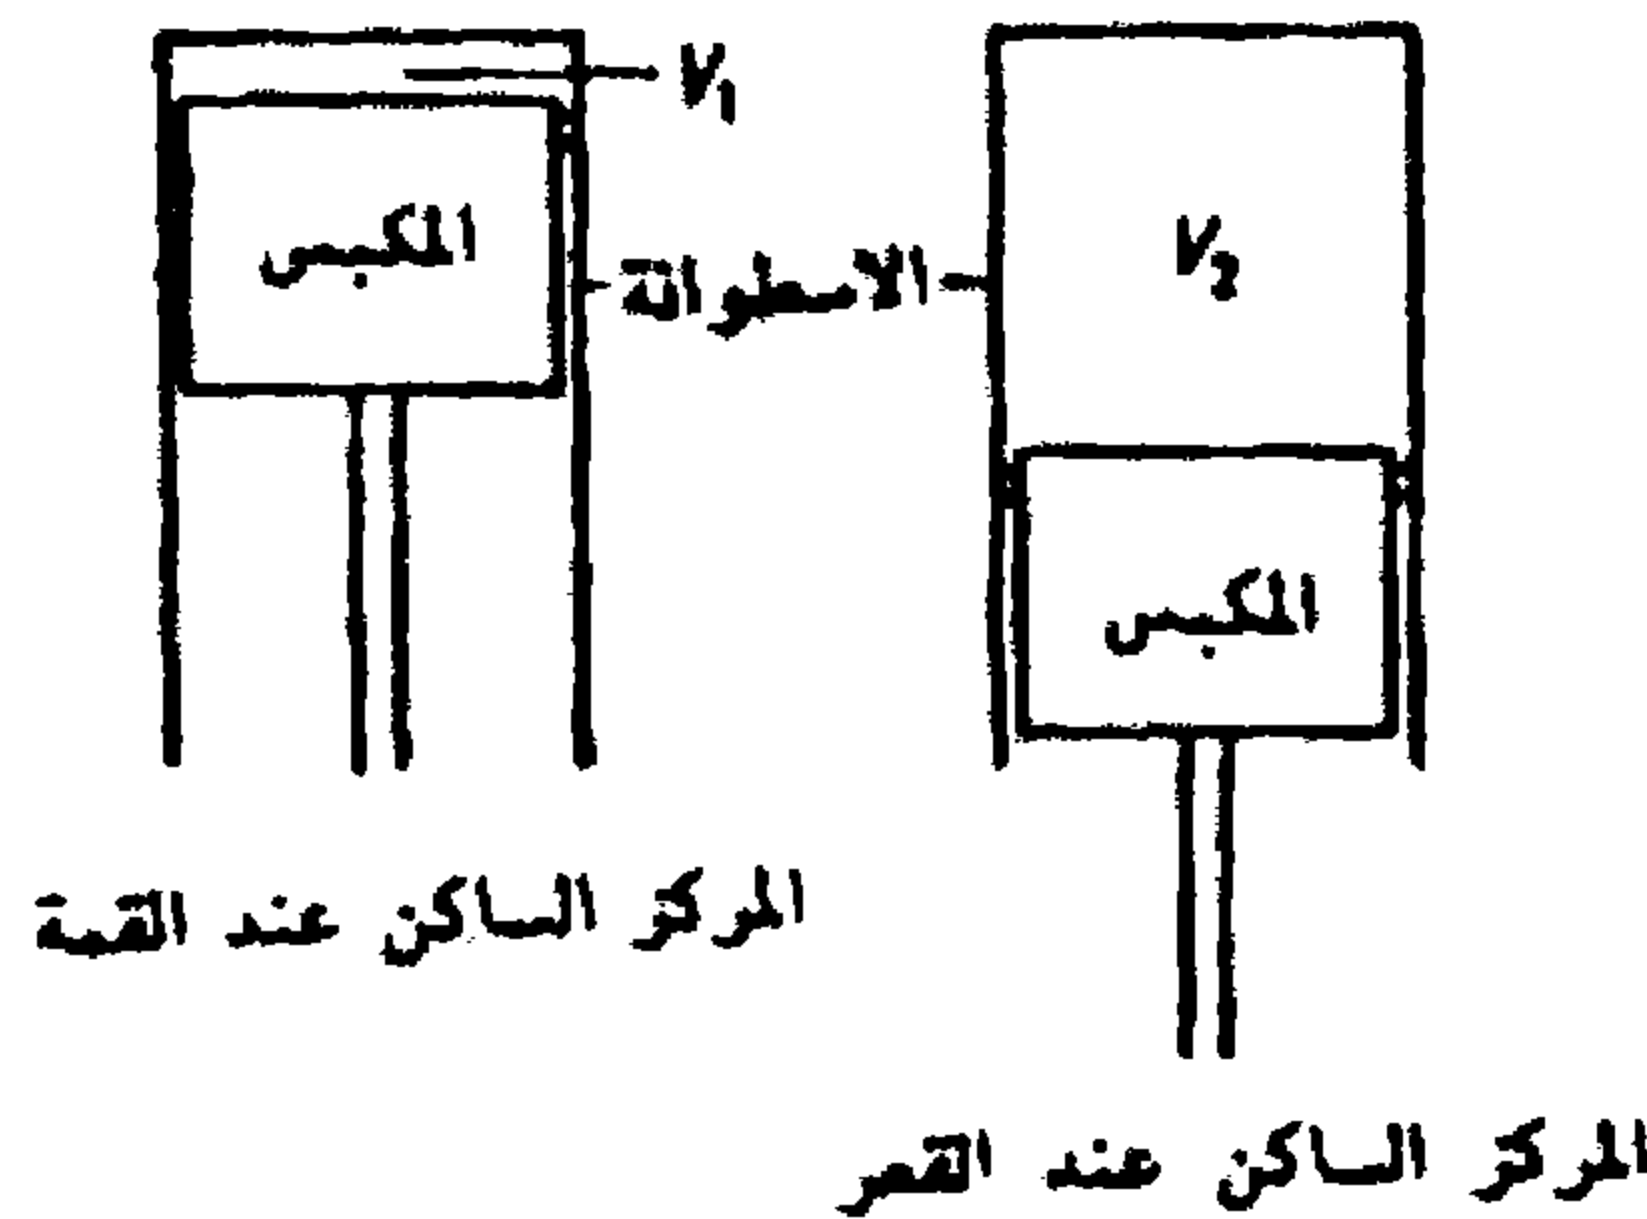 V₁
المكبس
الاسطوانة
V₂
المكبس
المركز الساكن عند القمة
المركز الساكن عند القعر